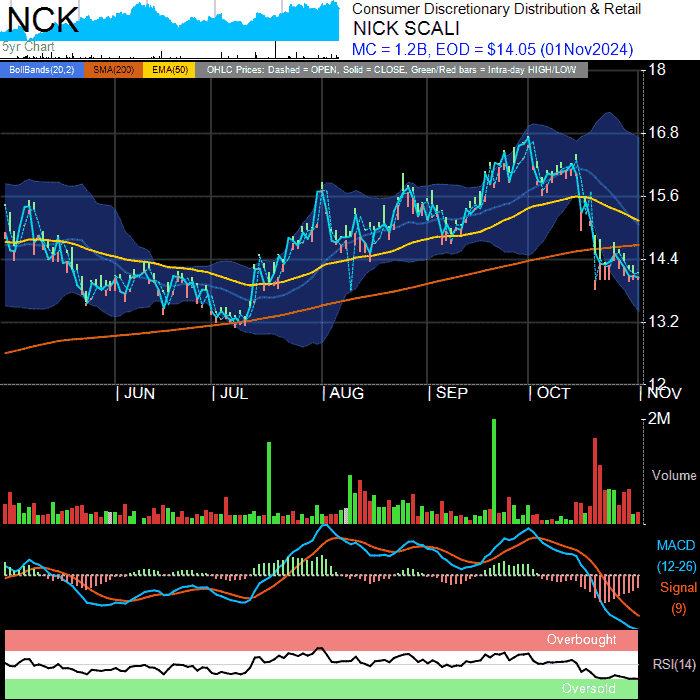 NCK
5yr Chart
Consumer Discretionary Distribution & Retail
NICK SCALI
MC = 1.2B, EOD = $14.05 (01Nov2024)
BollBands(20,2) SMA(200) EMA(50) OHLC Prices: Dashed = OPEN, Solid = CLOSE, Green/Red bars = Intra-day HIGH/LOW
18
16.8
15.6
14.4
13.2
12
JUN JUL AUG SEP OCT NOV
2M
Volume
MACD
(12-26)
Signal
(9)
Overbought
RSI(14)
Oversold